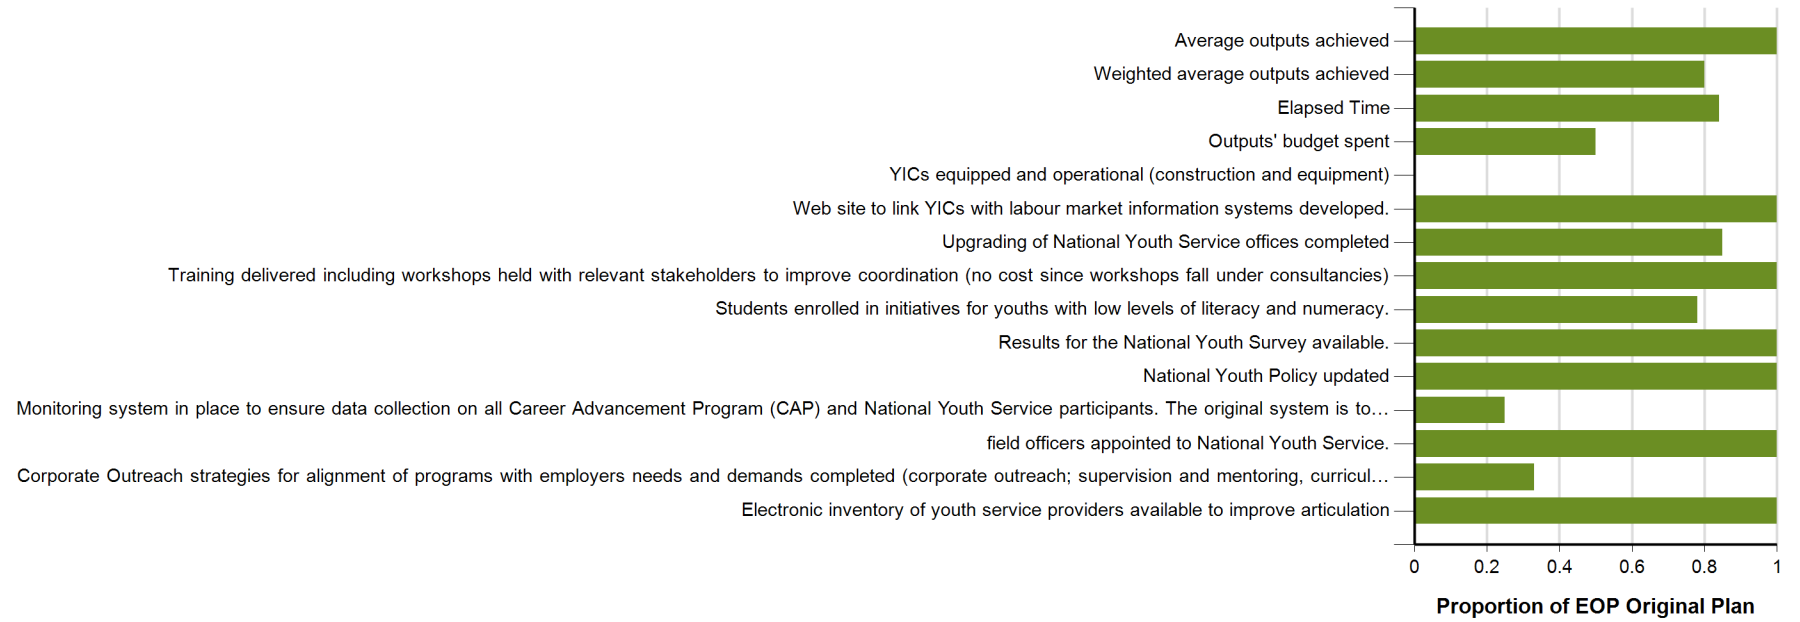 Average outputs achieved
Weighted average outputs achieved
Elapsed Time
Outputs' budget spent
YICs equipped and operational (construction and equipment)
Web site to link YICs with labour market information systems developed.
Upgrading of National Youth Service offices completed
Training delivered including workshops held with relevant stakeholders to improve coordination (no cost since workshops fall under consultancies)
Students enrolled in initiatives for youths with low levels of literacy and numeracy.
Results for the National Youth Survey available.
National Youth Policy updated
Monitoring system in place to ensure data collection on all Career Advancement Program (CAP) and National Youth Service participants. The original system is to…
field officers appointed to National Youth Service.
Corporate Outreach strategies for alignment of programs with employers needs and demands completed (corporate outreach; supervision and mentoring, curricul…
Electronic inventory of youth service providers available to improve articulation
0 0.2 0.4 0.6 0.8 1
Proportion of EOP Original Plan